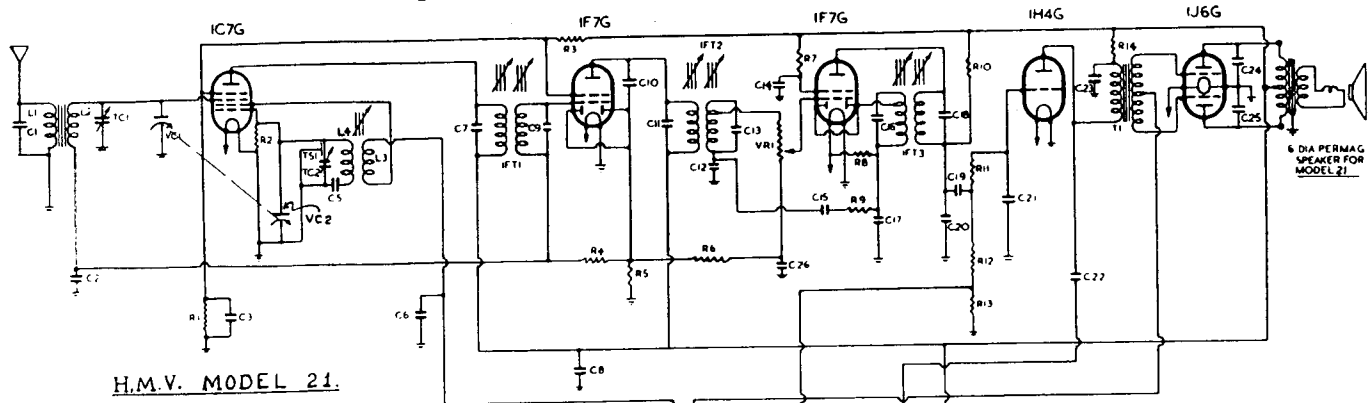 1C7G
1F7G
1F7G
1H4G
1J6G
R3
IFT2
R7
R14
C10
C14
R10
C24
C23
C25
L1
L2
C1
TC1
VC1
R2
L4
TS1
TC2
L3
C5
VC2
C7
C9
IFT1
C11
C13
VR1
C12
C16
C18
R8
IFT3
T1
6 DIA PERMAG
SPEAKER FOR
MODEL 21
C15
R9
C17
C19
R11
C20
C21
C2
R4
R5
R6
C26
R12
R13
C22
R1
C3
C6
C8
H.M.V. MODEL 21.